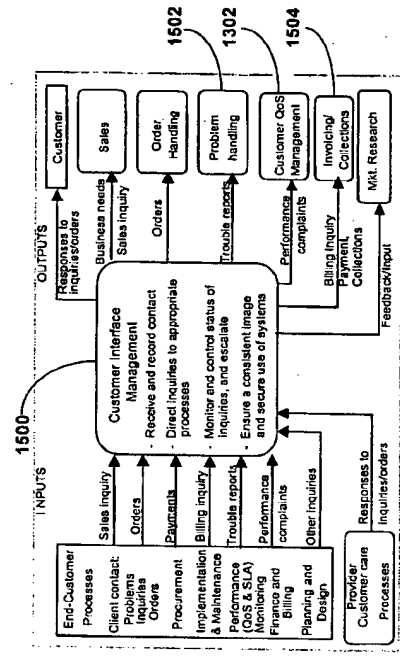 1500
1502
1302
1504
INPUTS
OUTPUTS
End-Customer
Processes
Client contact:
Problems
Inquiries
Orders
Procurement
Implementation
& Maintenance
Performance
(QoS & SLA)
Monitoring
Finance and
Billing
Planning and
Design
Provider
Customer care
Processes
Sales inquiry
Orders
Payments
Billing inquiry
Trouble reports
Performance
complaints
Other Inquiries
Responses to
Inquiries/orders
Customer Interface
Management
- Receive and record contact
- Direct inquiries to appropriate
processes
- Monitor and control status of
inquiries, and escalate
- Ensure a consistent image
and secure use of systems
Responses to
inquiries/orders
Business needs
Sales inquiry
Orders
Trouble reports
Performance
complaints
Billing Inquiry
Payment,
Collections
Feedback/Input
Customer
Sales
Order
Handling
Problem
handling
Customer QoS
Management
Invoicing/
Collections
Mkt. Research